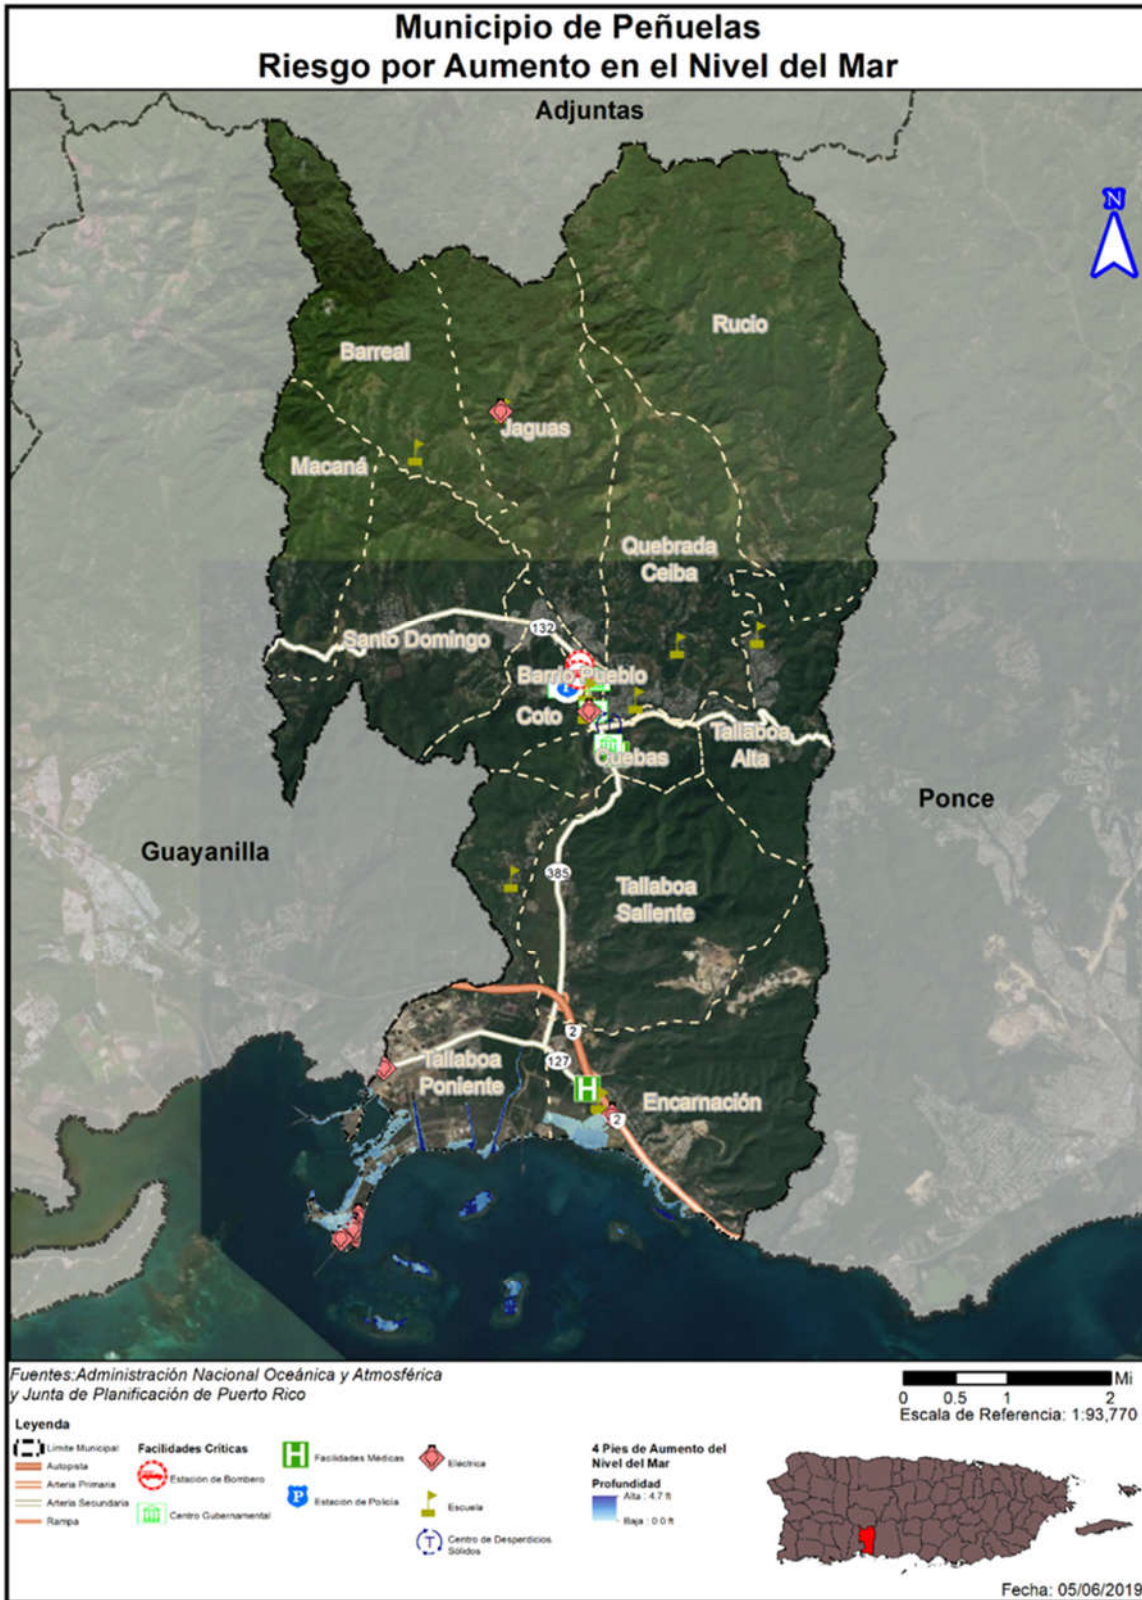 Municipio de Peñuelas
Riesgo por Aumento en el Nivel del Mar
Adjuntas
N
Rucio
Barreal
Jaguas
Macaná
Quebrada
Ceiba
132
Santo Domingo
Barrio Pueblo
P
Coto
Tallaboa
Alta
Cuebas
Ponce
Guayanilla
385
Tallaboa
Saliente
2
127
Tallaboa
Poniente
H
Encarnación
2
Fuentes:Administración Nacional Oceánica y Atmosférica
y Junta de Planificación de Puerto Rico
Mi
0 0.5 1 2
Escala de Referencia: 1:93,770
Leyenda
Límite Municipal
Autopista
Arteria Primaria
Arteria Secundaria
Rampa
Facilidades Críticas
Estación de Bombero
Centro Gubernamental
H
Facilidades Médicas
P
Estación de Policía
Eléctrica
Escuela
T
Centro de Desperdicios
Sólidos
4 Pies de Aumento del
Nivel del Mar
Profundidad
Alta : 4.7 ft
Baja : 0.0 ft
Fecha: 05/06/2019